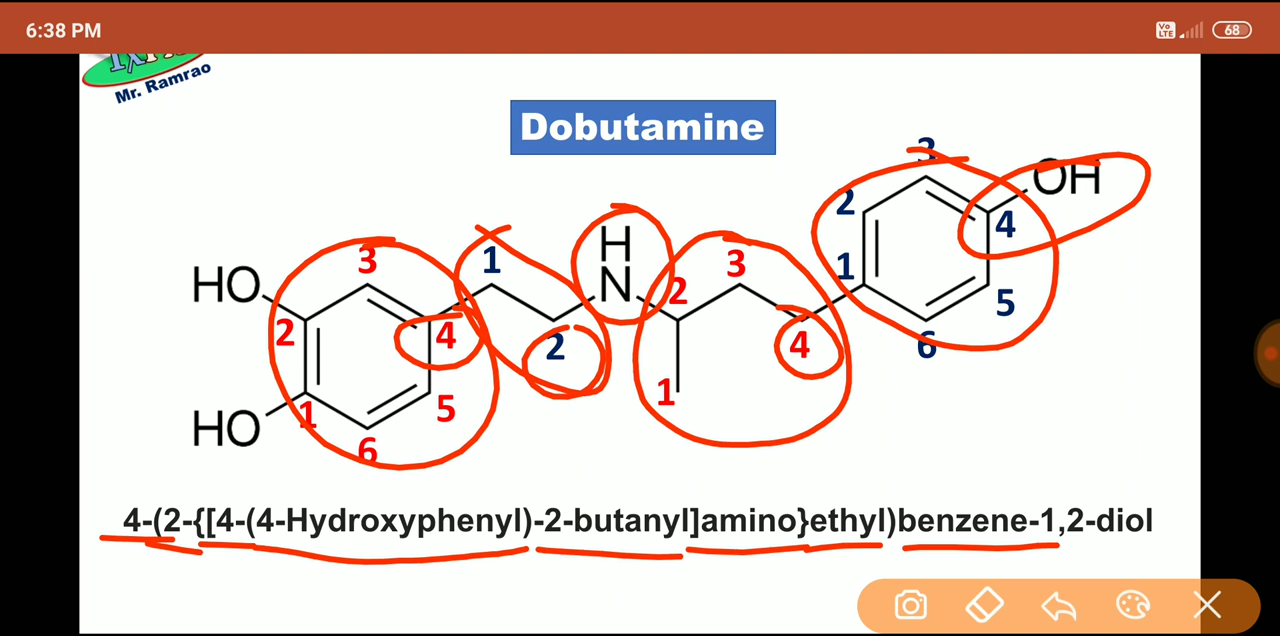 6:38 PM
Vo LTE 68
Mr. Ramrao
Dobutamine
3
OH
2
4
1
5
6
HO
3
1
H
N
2
3
2
4
2
4
1
HO
1
5
6
4-(2-{[4-(4-Hydroxyphenyl)-2-butanyl]amino}ethyl)benzene-1,2-diol